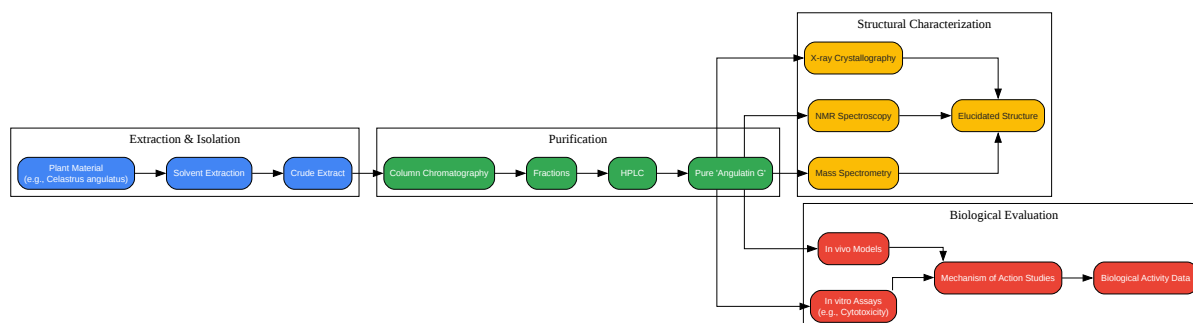 Structural Characterization
X-ray Crystallography
NMR Spectroscopy
Elucidated Structure
Mass Spectrometry
Extraction & Isolation
Plant Material
(e.g., Celastrus angulatus)
Solvent Extraction
Crude Extract
Purification
Column Chromatography
Fractions
HPLC
Pure 'Angulatin G'
Biological Evaluation
In vivo Models
In vitro Assays
(e.g., Cytotoxicity)
Mechanism of Action Studies
Biological Activity Data